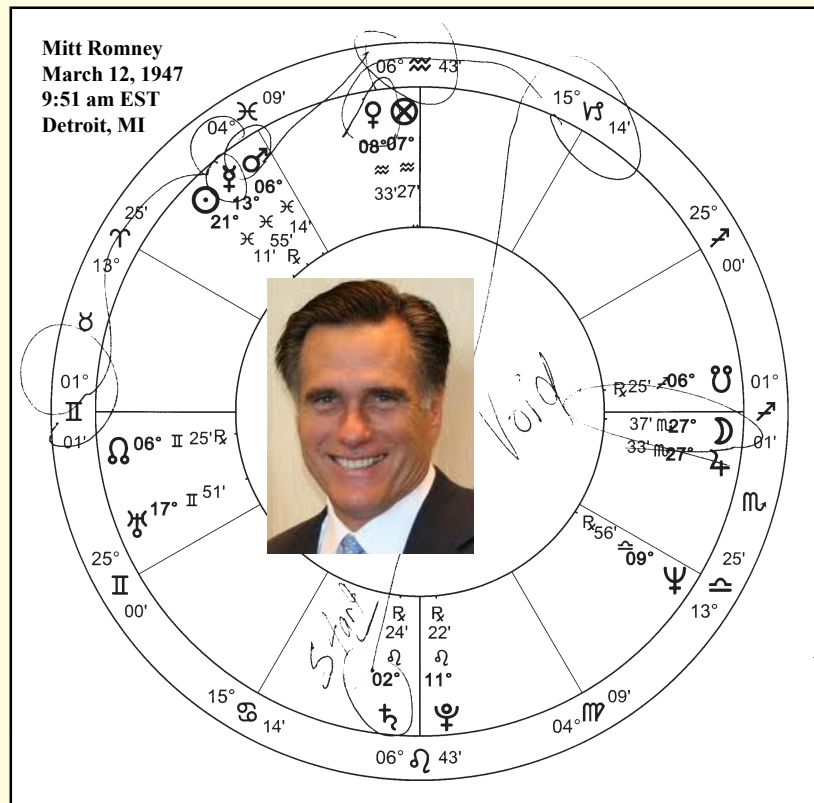 Mitt Romney
March 12, 1947
9:51 am EST
Detroit, MI
06° ♒ 43'
15° ♑ 14'
04° ♓ 09'
♀ ⊗
08° 07°
♒ ♒
33' 27'
☉ ☿ ♂
21° 13° 06°
♓ ♓ ♓
11' 55' 14'
℞
25'
♈
13°
25°
♐
00'
♉
01°
♊
01'
℞ 25' ♐ 06° ☋
01°
♐
01'
37' ♏ 27° ☽
33' ♏ 27° ♃
Void
☊ 06° ♊ 25' ℞
♅ 17° ♊ 51'
♏
℞ 56' ♎ 09° ♆
25'
♎
13°
25°
♊
00'
Start
℞ ℞
24' 22'
♌ ♌
02° 11°
♄ ♇
15° ♋ 14'
04° ♍ 09'
06° ♌ 43'